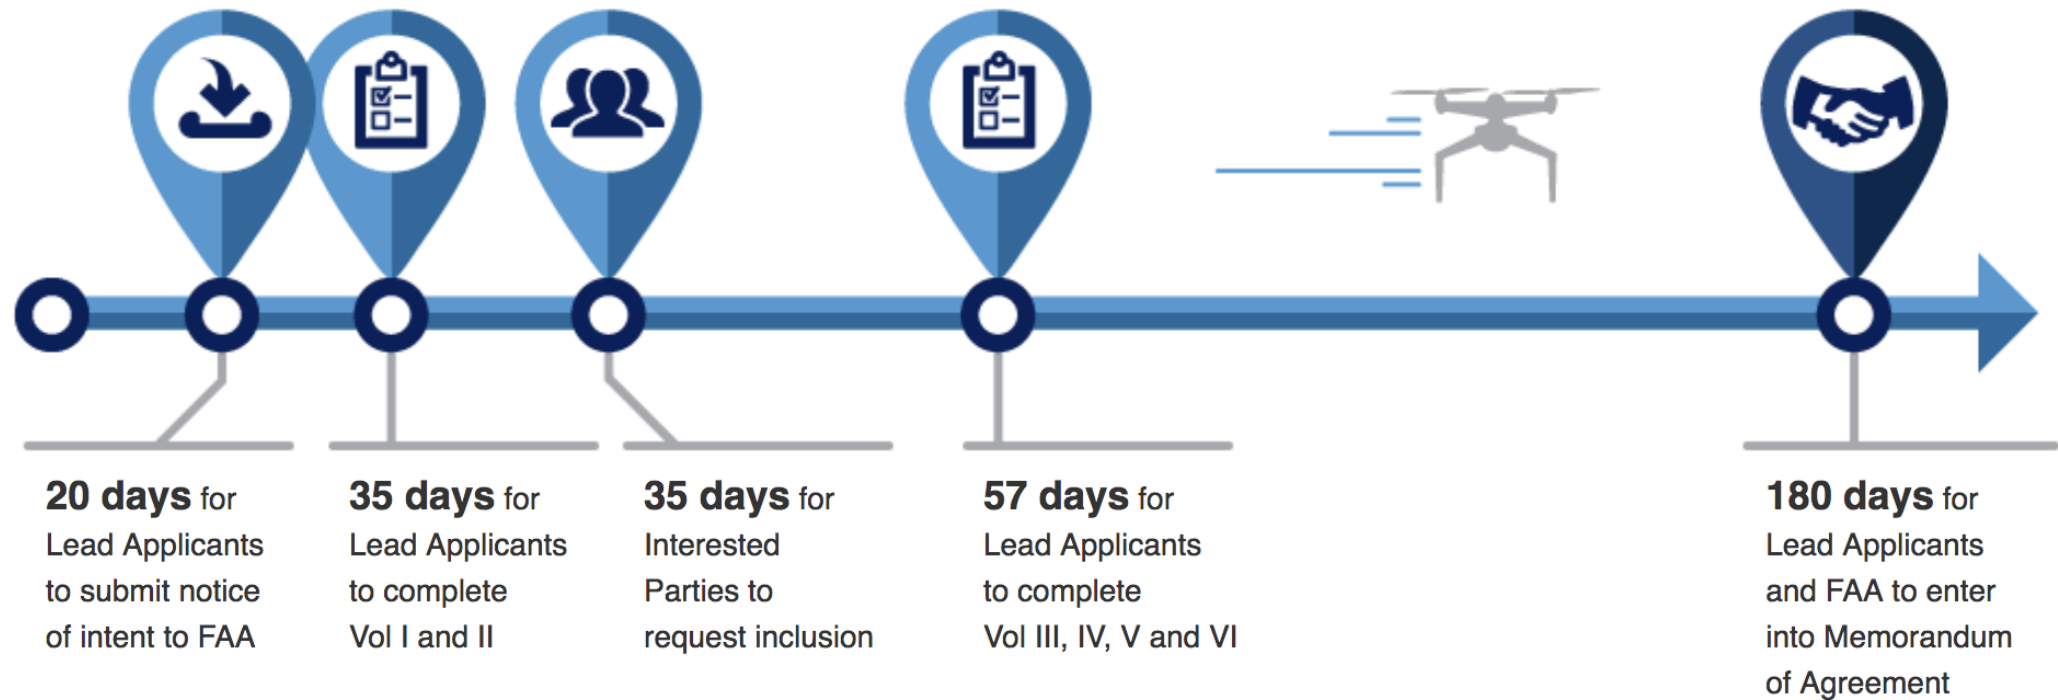 20 days for
Lead Applicants
to submit notice
of intent to FAA
35 days for
Lead Applicants
to complete
Vol I and II
35 days for
Interested
Parties to
request inclusion
57 days for
Lead Applicants
to complete
Vol III, IV, V and VI
180 days for
Lead Applicants
and FAA to enter
into Memorandum
of Agreement